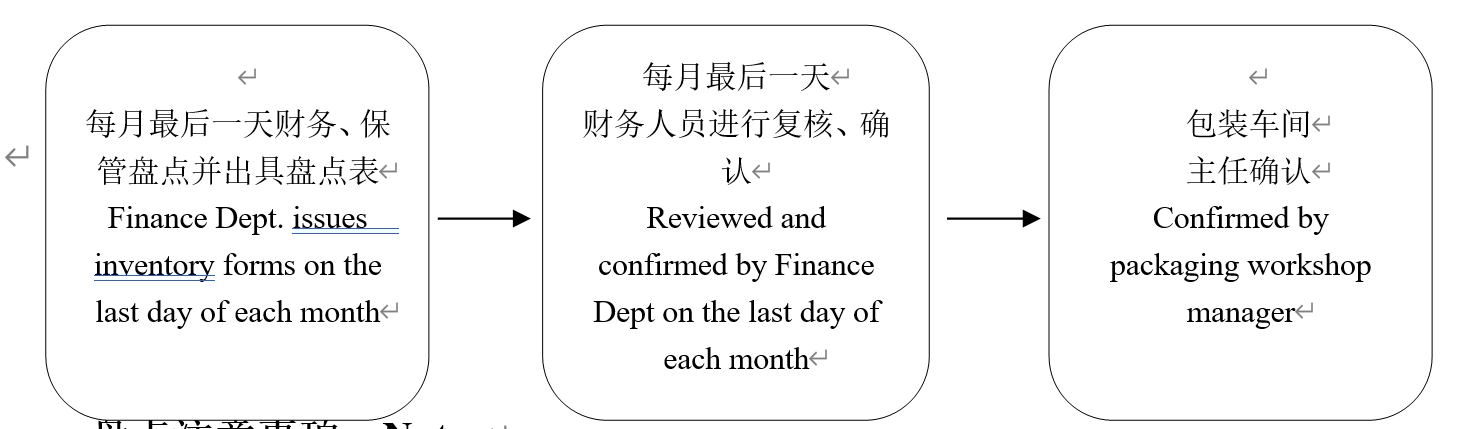 每月最后一天财务、保
管盘点并出具盘点表
Finance Dept. issues
inventory forms on the
last day of each month
每月最后一天
财务人员进行复核、确
认
Reviewed and
confirmed by Finance
Dept on the last day of
each month
包装车间
主任确认
Confirmed by
packaging workshop
manager